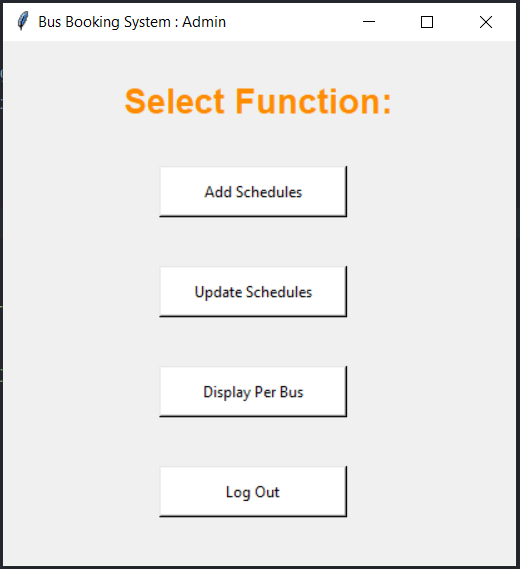 Bus Booking System : Admin
Select Function:
Add Schedules
Update Schedules
Display Per Bus
Log Out